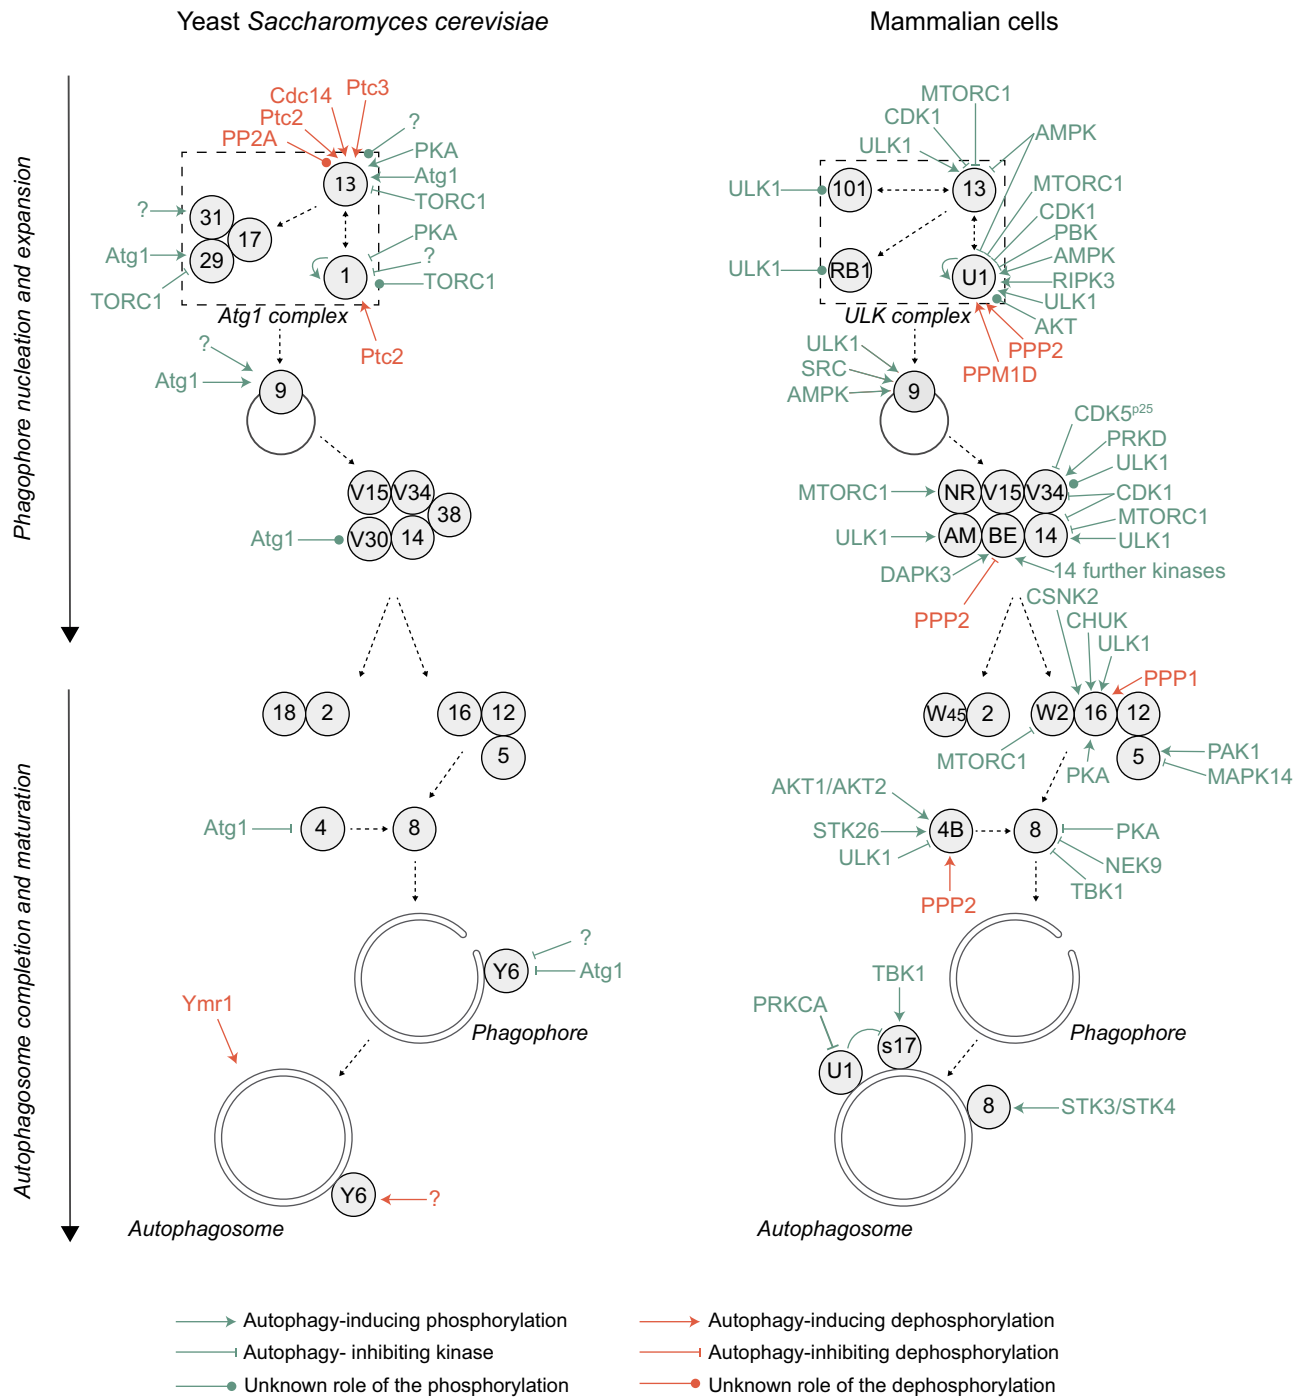 Yeast Saccharomyces cerevisiae
Mammalian cells
Phagophore nucleation and expansion
Autophagosome completion and maturation
Ptc3
Cdc14
Ptc2
PP2A
?
PKA
Atg1
TORC1
13
?
31
17
29
Atg1
TORC1
PKA
?
TORC1
1
Atg1 complex
Ptc2
?
Atg1
9
V15
V34
38
V30
14
Atg1
18
2
16
12
5
Atg1
4
8
?
Y6
Atg1
Phagophore
Ymr1
Y6
?
Autophagosome
MTORC1
CDK1
ULK1
AMPK
ULK1
101
13
MTORC1
CDK1
PBK
AMPK
RIPK3
ULK1
AKT
ULK1
RB1
U1
ULK complex
PPP2
PPM1D
ULK1
SRC
AMPK
9
CDK5p25
PRKD
ULK1
CDK1
MTORC1
ULK1
MTORC1
NR
V15
V34
ULK1
AM
BE
14
DAPK3
14 further kinases
PPP2
CSNK2
CHUK
ULK1
PPP1
W45
2
W2
16
12
5
MTORC1
PKA
PAK1
MAPK14
AKT1/AKT2
STK26
ULK1
4B
8
PKA
NEK9
TBK1
PPP2
TBK1
PRKCA
s17
U1
Phagophore
8
STK3/STK4
Autophagosome
Autophagy-inducing phosphorylation
Autophagy- inhibiting kinase
Unknown role of the phosphorylation
Autophagy-inducing dephosphorylation
Autophagy-inhibiting dephosphorylation
Unknown role of the dephosphorylation